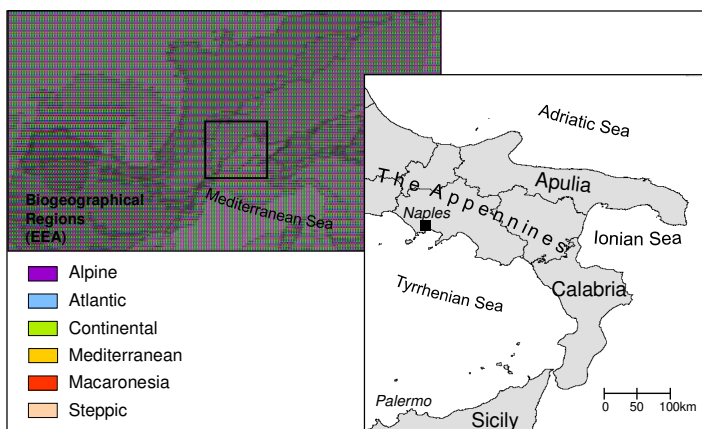 Biogeographical
Regions
(EEA)
Mediterranean Sea
Alpine
Atlantic
Continental
Mediterranean
Macaronesia
Steppic
Adriatic Sea
Apulia
The Appennines
Naples
Ionian Sea
Tyrrhenian Sea
Calabria
Palermo
Sicily
0 50 100km